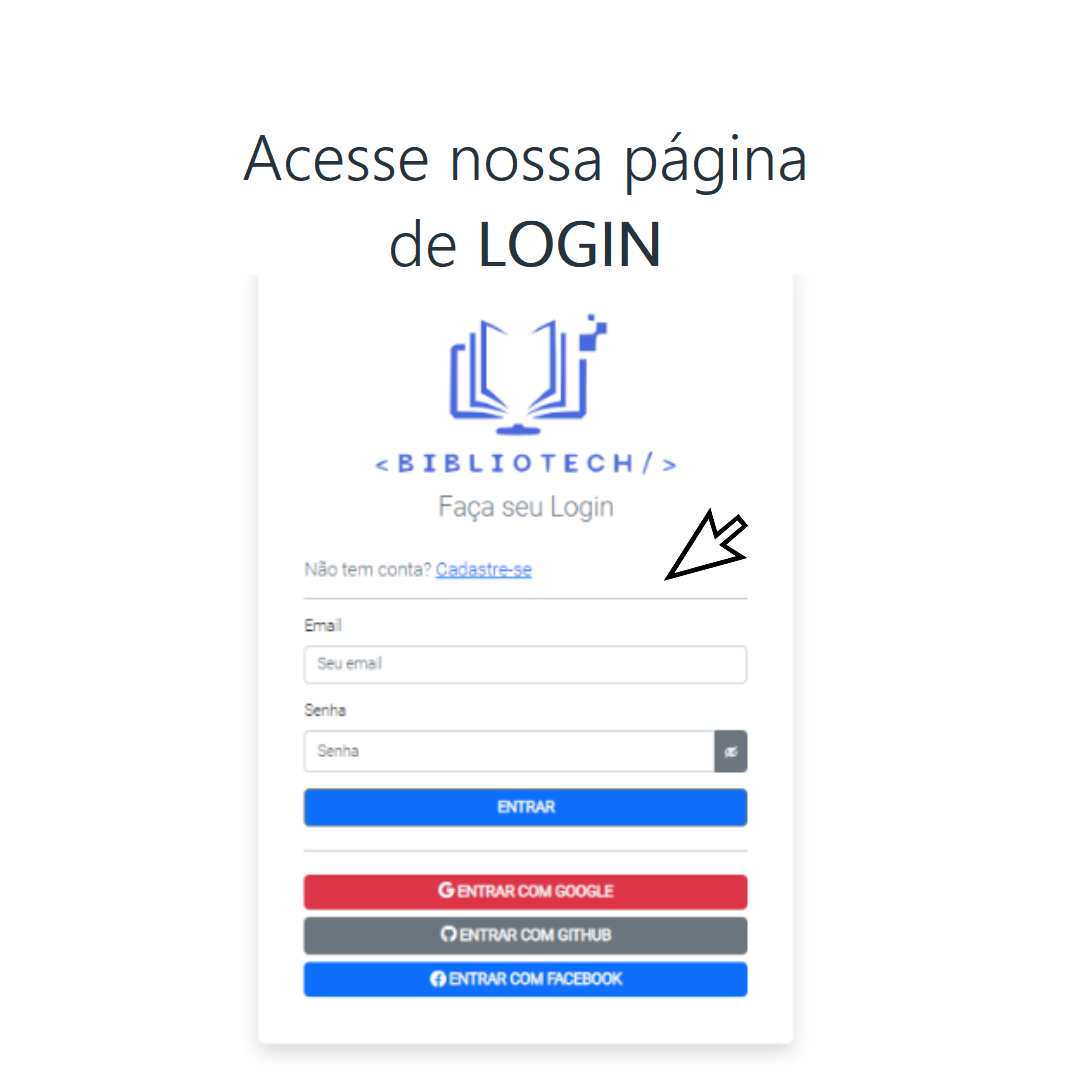 Acesse nossa página
de LOGIN
<BIBLIOTECH/>
Faça seu Login
Não tem conta? Cadastre-se
Email
Seu email
Senha
Senha
ENTRAR
ENTRAR COM GOOGLE
ENTRAR COM GITHUB
ENTRAR COM FACEBOOK